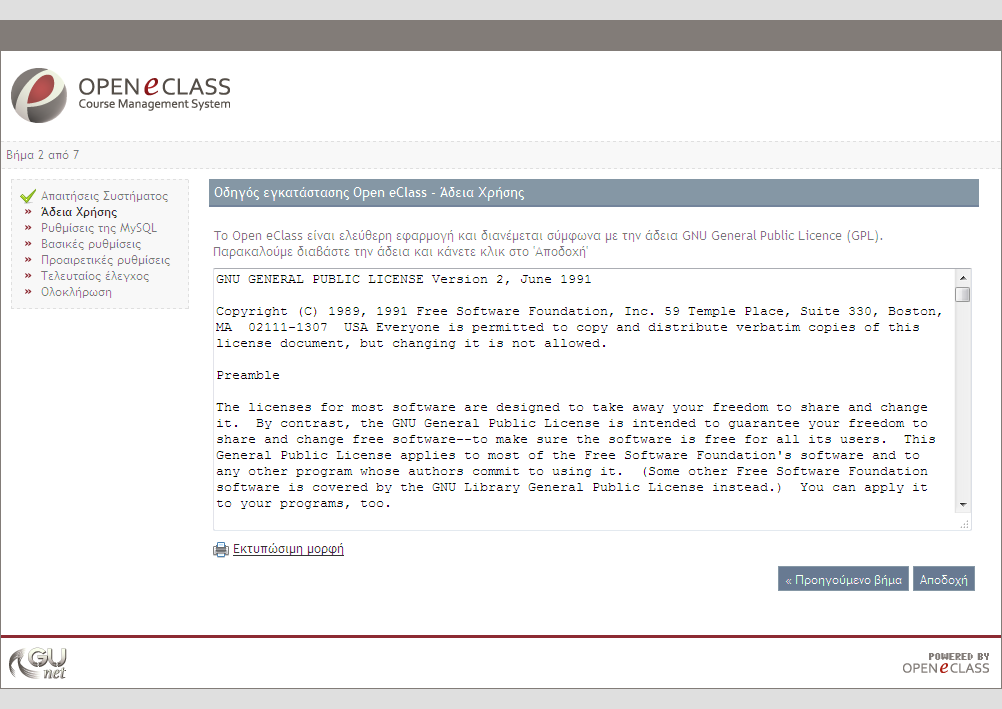 OPEN eCLASS
Course Management System
Βήμα 2 από 7
Απαιτήσεις Συστήματος
» Άδεια Χρήσης
» Ρυθμίσεις της MySQL
» Βασικές ρυθμίσεις
» Προαιρετικές ρυθμίσεις
» Τελευταίος έλεγχος
» Ολοκλήρωση
Οδηγός εγκατάστασης Open eClass - Άδεια Χρήσης
Το Open eClass είναι ελεύθερη εφαρμογή και διανέμεται σύμφωνα με την άδεια GNU General Public Licence (GPL).
Παρακαλούμε διαβάστε την άδεια και κάνετε κλικ στο 'Αποδοχή'
GNU GENERAL PUBLIC LICENSE Version 2, June 1991
Copyright (C) 1989, 1991 Free Software Foundation, Inc. 59 Temple Place, Suite 330, Boston,
MA  02111-1307  USA Everyone is permitted to copy and distribute verbatim copies of this
license document, but changing it is not allowed.
Preamble
The licenses for most software are designed to take away your freedom to share and change
it.  By contrast, the GNU General Public License is intended to guarantee your freedom to
share and change free software--to make sure the software is free for all its users.  This
General Public License applies to most of the Free Software Foundation's software and to
any other program whose authors commit to using it.  (Some other Free Software Foundation
software is covered by the GNU Library General Public License instead.)  You can apply it
to your programs, too.
Εκτυπώσιμη μορφή
« Προηγούμενο βήμα
Αποδοχή
GUnet
POWERED BY
OPEN eCLASS